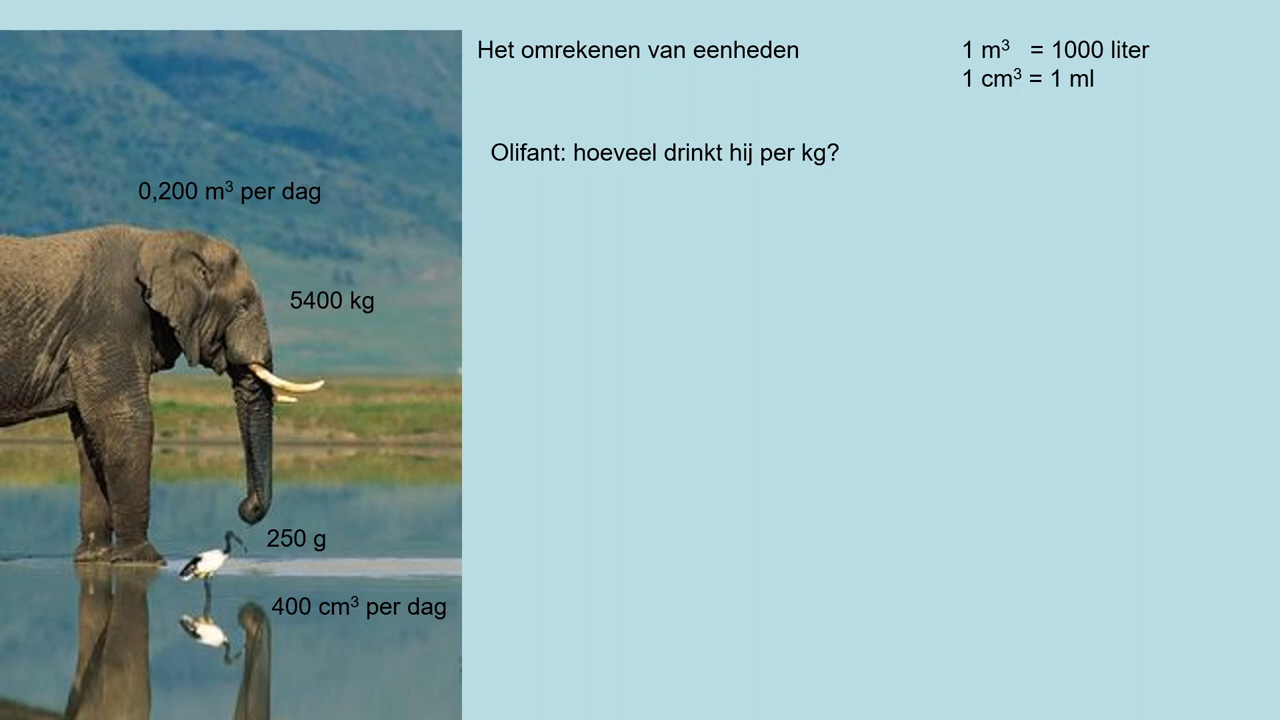 Het omrekenen van eenheden
1 m³ = 1000 liter
1 cm³ = 1 ml
Olifant: hoeveel drinkt hij per kg?
0,200 m³ per dag
5400 kg
250 g
400 cm³ per dag